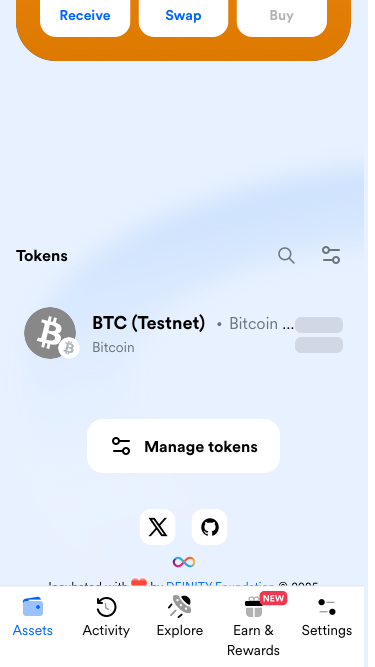 Receive
Swap
Buy
Tokens
BTC (Testnet) • Bitcoin ...
Bitcoin
Manage tokens
Incubated with ❤️ by DFINITY Foundation © 2025
NEW
Assets
Activity
Explore
Earn &
Rewards
Settings